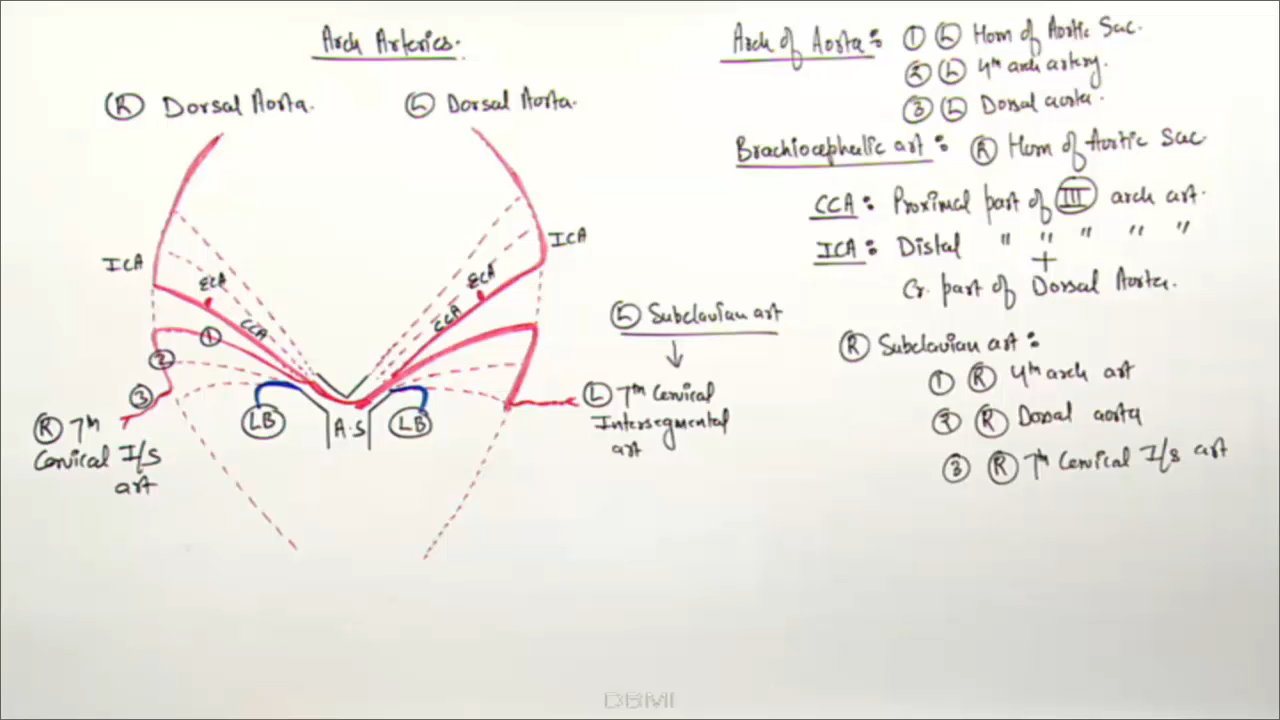 Arch Arteries.
Ⓡ Dorsal Aorta.
Ⓛ Dorsal Aorta.
ICA
ICA
ECA
ECA
CCA
CCA
①
②
③
LB
A.S
LB
Ⓡ 7th
Cervical I/S
art
Ⓛ Subclavian art
↓
Ⓛ 7th Cervical
Intersegmental
art
Arch of Aorta: ① Ⓛ Horn of Aortic Sac.
② Ⓛ 4th arch artery.
③ Ⓛ Dorsal aorta.
Brachiocephalic art: Ⓡ Horn of Aortic Sac
CCA: Proximal part of III arch art.
ICA: Distal " " " " "
+
Cr. part of Dorsal Aorta.
Ⓡ Subclavian art:
① Ⓡ 4th arch art
② Ⓡ Dorsal aorta
③ Ⓡ 7th Cervical I/S art
BBMI